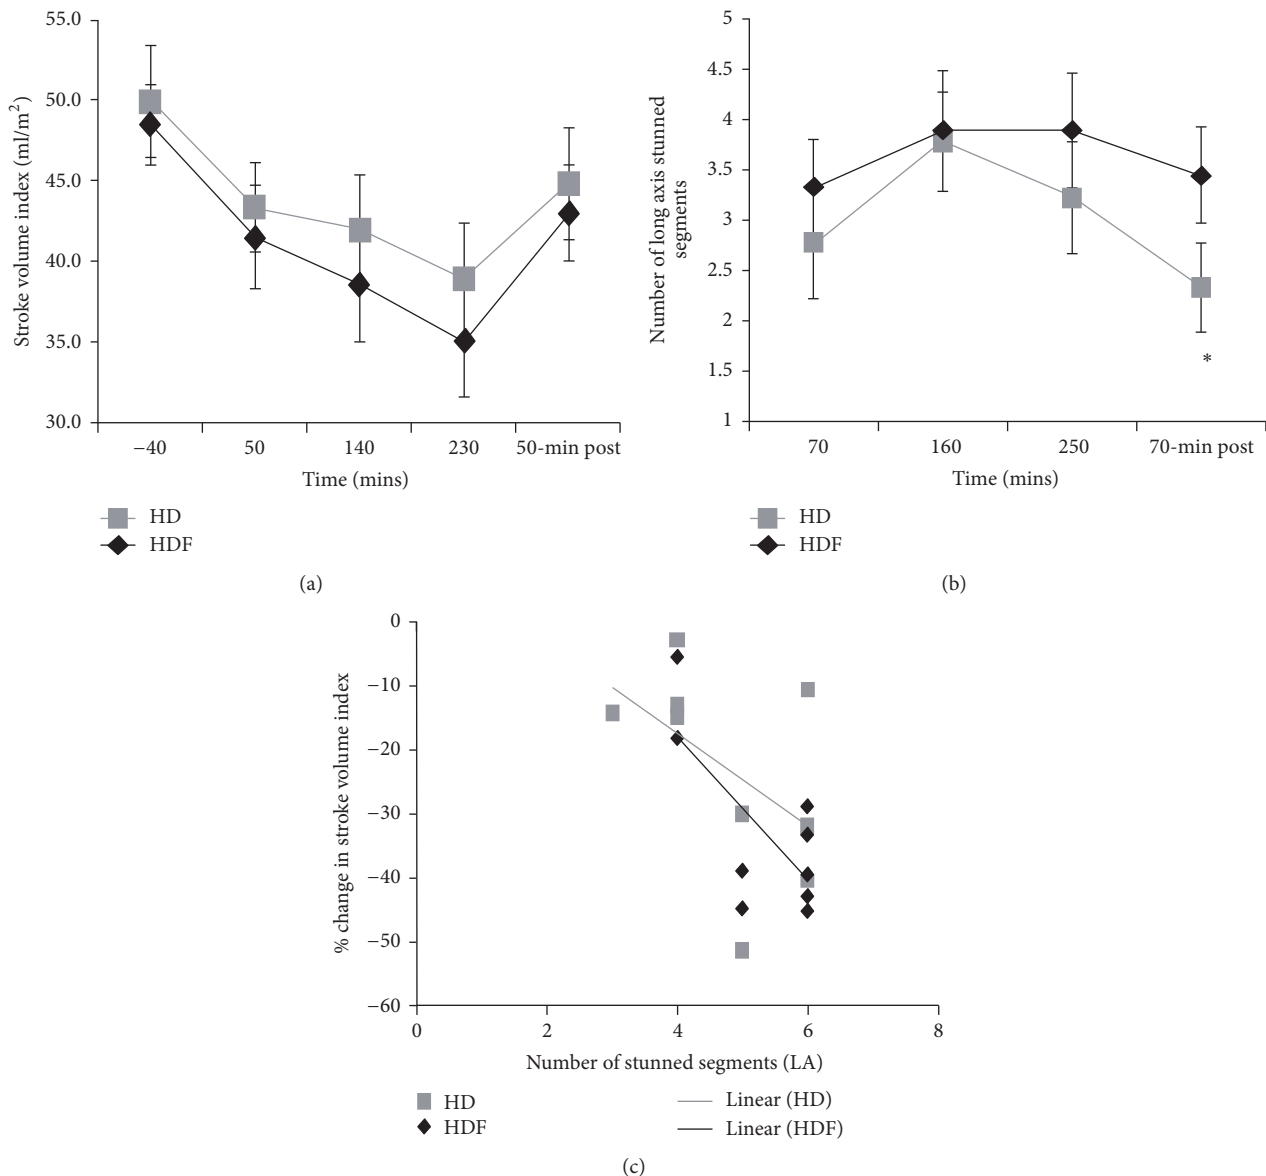 55.0
50.0
45.0
40.0
35.0
30.0
Stroke volume index (ml/m²)
−40 50 140 230 50-min post
Time (mins)
HD
HDF
(a)
5
4.5
4
3.5
3
2.5
2
1.5
1
Number of long axis stunned
segments
*
70 160 250 70-min post
Time (mins)
HD
HDF
(b)
0
−10
−20
−30
−40
−50
−60
% change in stroke volume index
0 2 4 6 8
Number of stunned segments (LA)
HD
HDF
Linear (HD)
Linear (HDF)
(c)